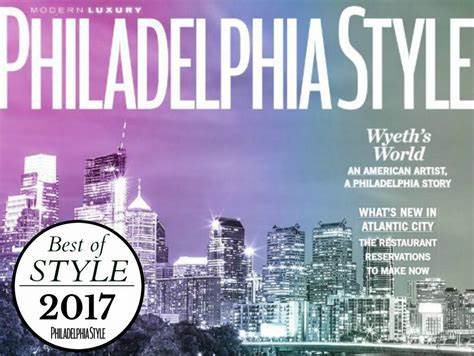 MODERN LUXURY
PHILADELPHIA STYLE
Wyeth's
World
AN AMERICAN ARTIST,
A PHILADELPHIA STORY
WHAT'S NEW IN
ATLANTIC CITY
THE RESTAURANT
RESERVATIONS
TO MAKE NOW
Best of
STYLE
2017
PHILADELPHIA STYLE